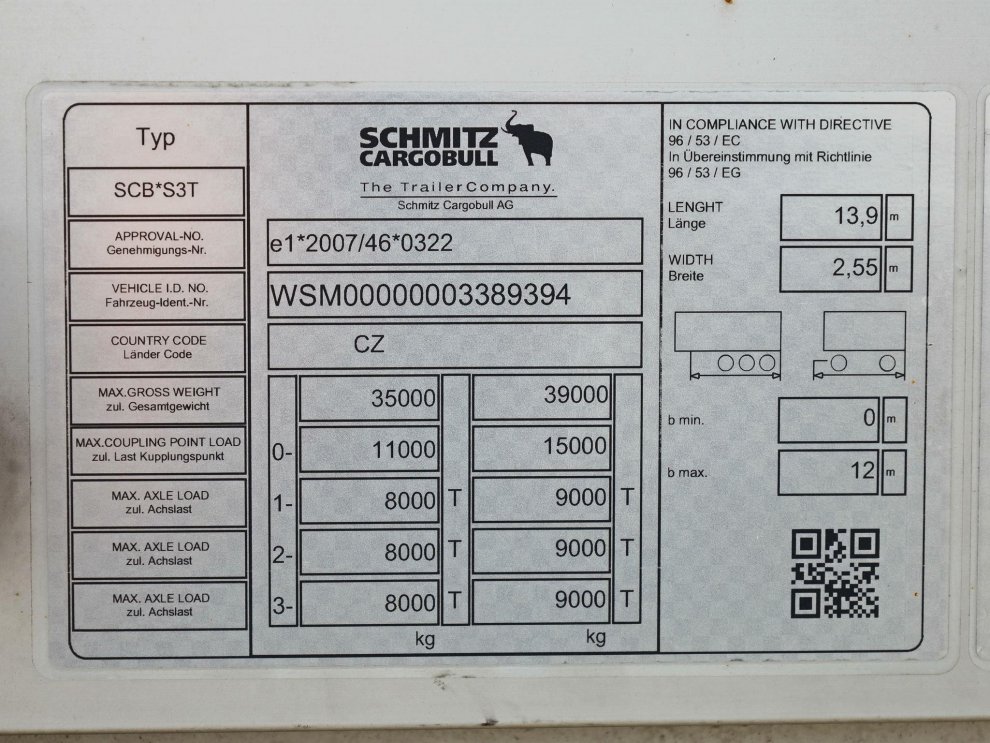 Typ
SCB*S3T
APPROVAL-NO.
Genehmigungs-Nr.
VEHICLE I.D. NO.
Fahrzeug-Ident.-Nr.
COUNTRY CODE
Länder Code
MAX.GROSS WEIGHT
zul. Gesamtgewicht
MAX.COUPLING POINT LOAD
zul. Last Kupplungspunkt
MAX. AXLE LOAD
zul. Achslast
MAX. AXLE LOAD
zul. Achslast
MAX. AXLE LOAD
zul. Achslast
SCHMITZ
CARGOBULL
The TrailerCompany.
Schmitz Cargobull AG
e1*2007/46*0322
WSM00000003389394
CZ
35000 39000
0- 11000 15000
1- 8000 T 9000 T
2- 8000 T 9000 T
3- 8000 T 9000 T
kg kg
IN COMPLIANCE WITH DIRECTIVE
96 / 53 / EC
In Übereinstimmung mit Richtlinie
96 / 53 / EG
LENGHT
Länge
13,9 m
WIDTH
Breite
2,55 m
b min. 0 m
b max. 12 m